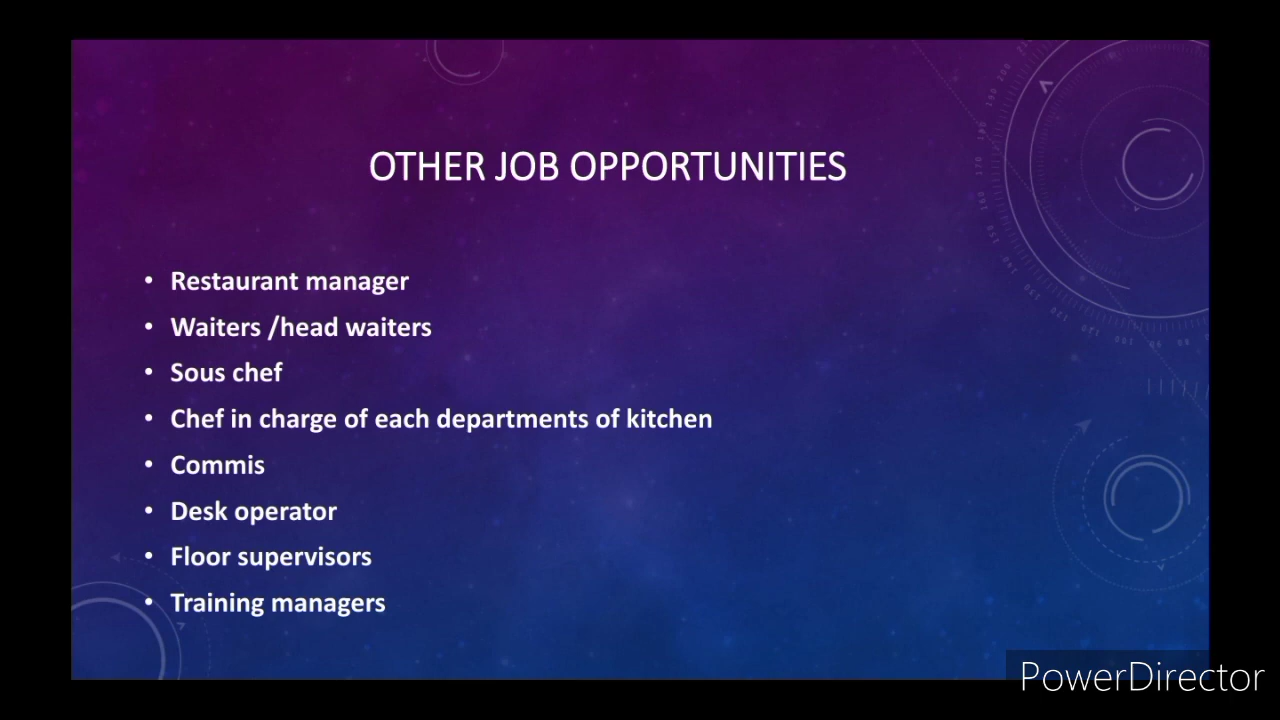 OTHER JOB OPPORTUNITIES
• Restaurant manager
• Waiters /head waiters
• Sous chef
• Chef in charge of each departments of kitchen
• Commis
• Desk operator
• Floor supervisors
• Training managers
PowerDirector